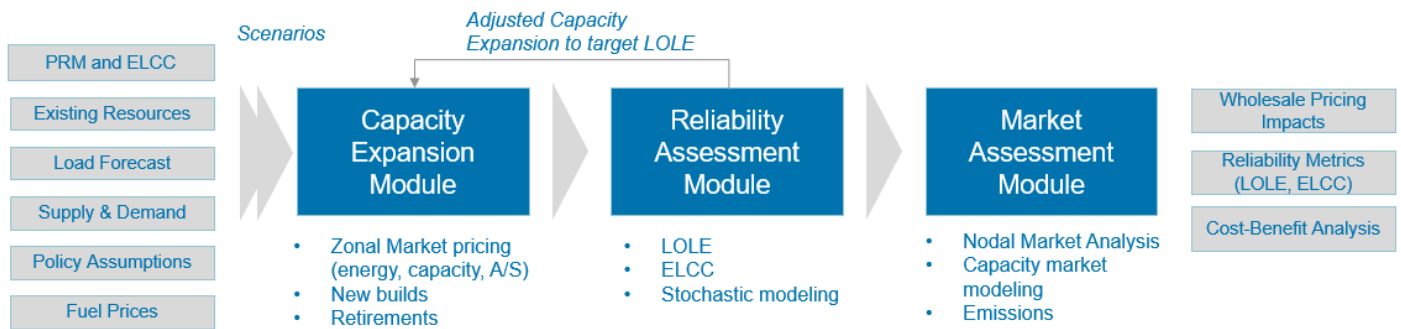 Scenarios
Adjusted Capacity
Expansion to target LOLE
PRM and ELCC
Existing Resources
Load Forecast
Supply & Demand
Policy Assumptions
Fuel Prices
Capacity
Expansion
Module
• Zonal Market pricing
(energy, capacity, A/S)
• New builds
• Retirements
Reliability
Assessment
Module
• LOLE
• ELCC
• Stochastic modeling
Market
Assessment
Module
• Nodal Market Analysis
• Capacity market
modeling
• Emissions
Wholesale Pricing
Impacts
Reliability Metrics
(LOLE, ELCC)
Cost-Benefit Analysis